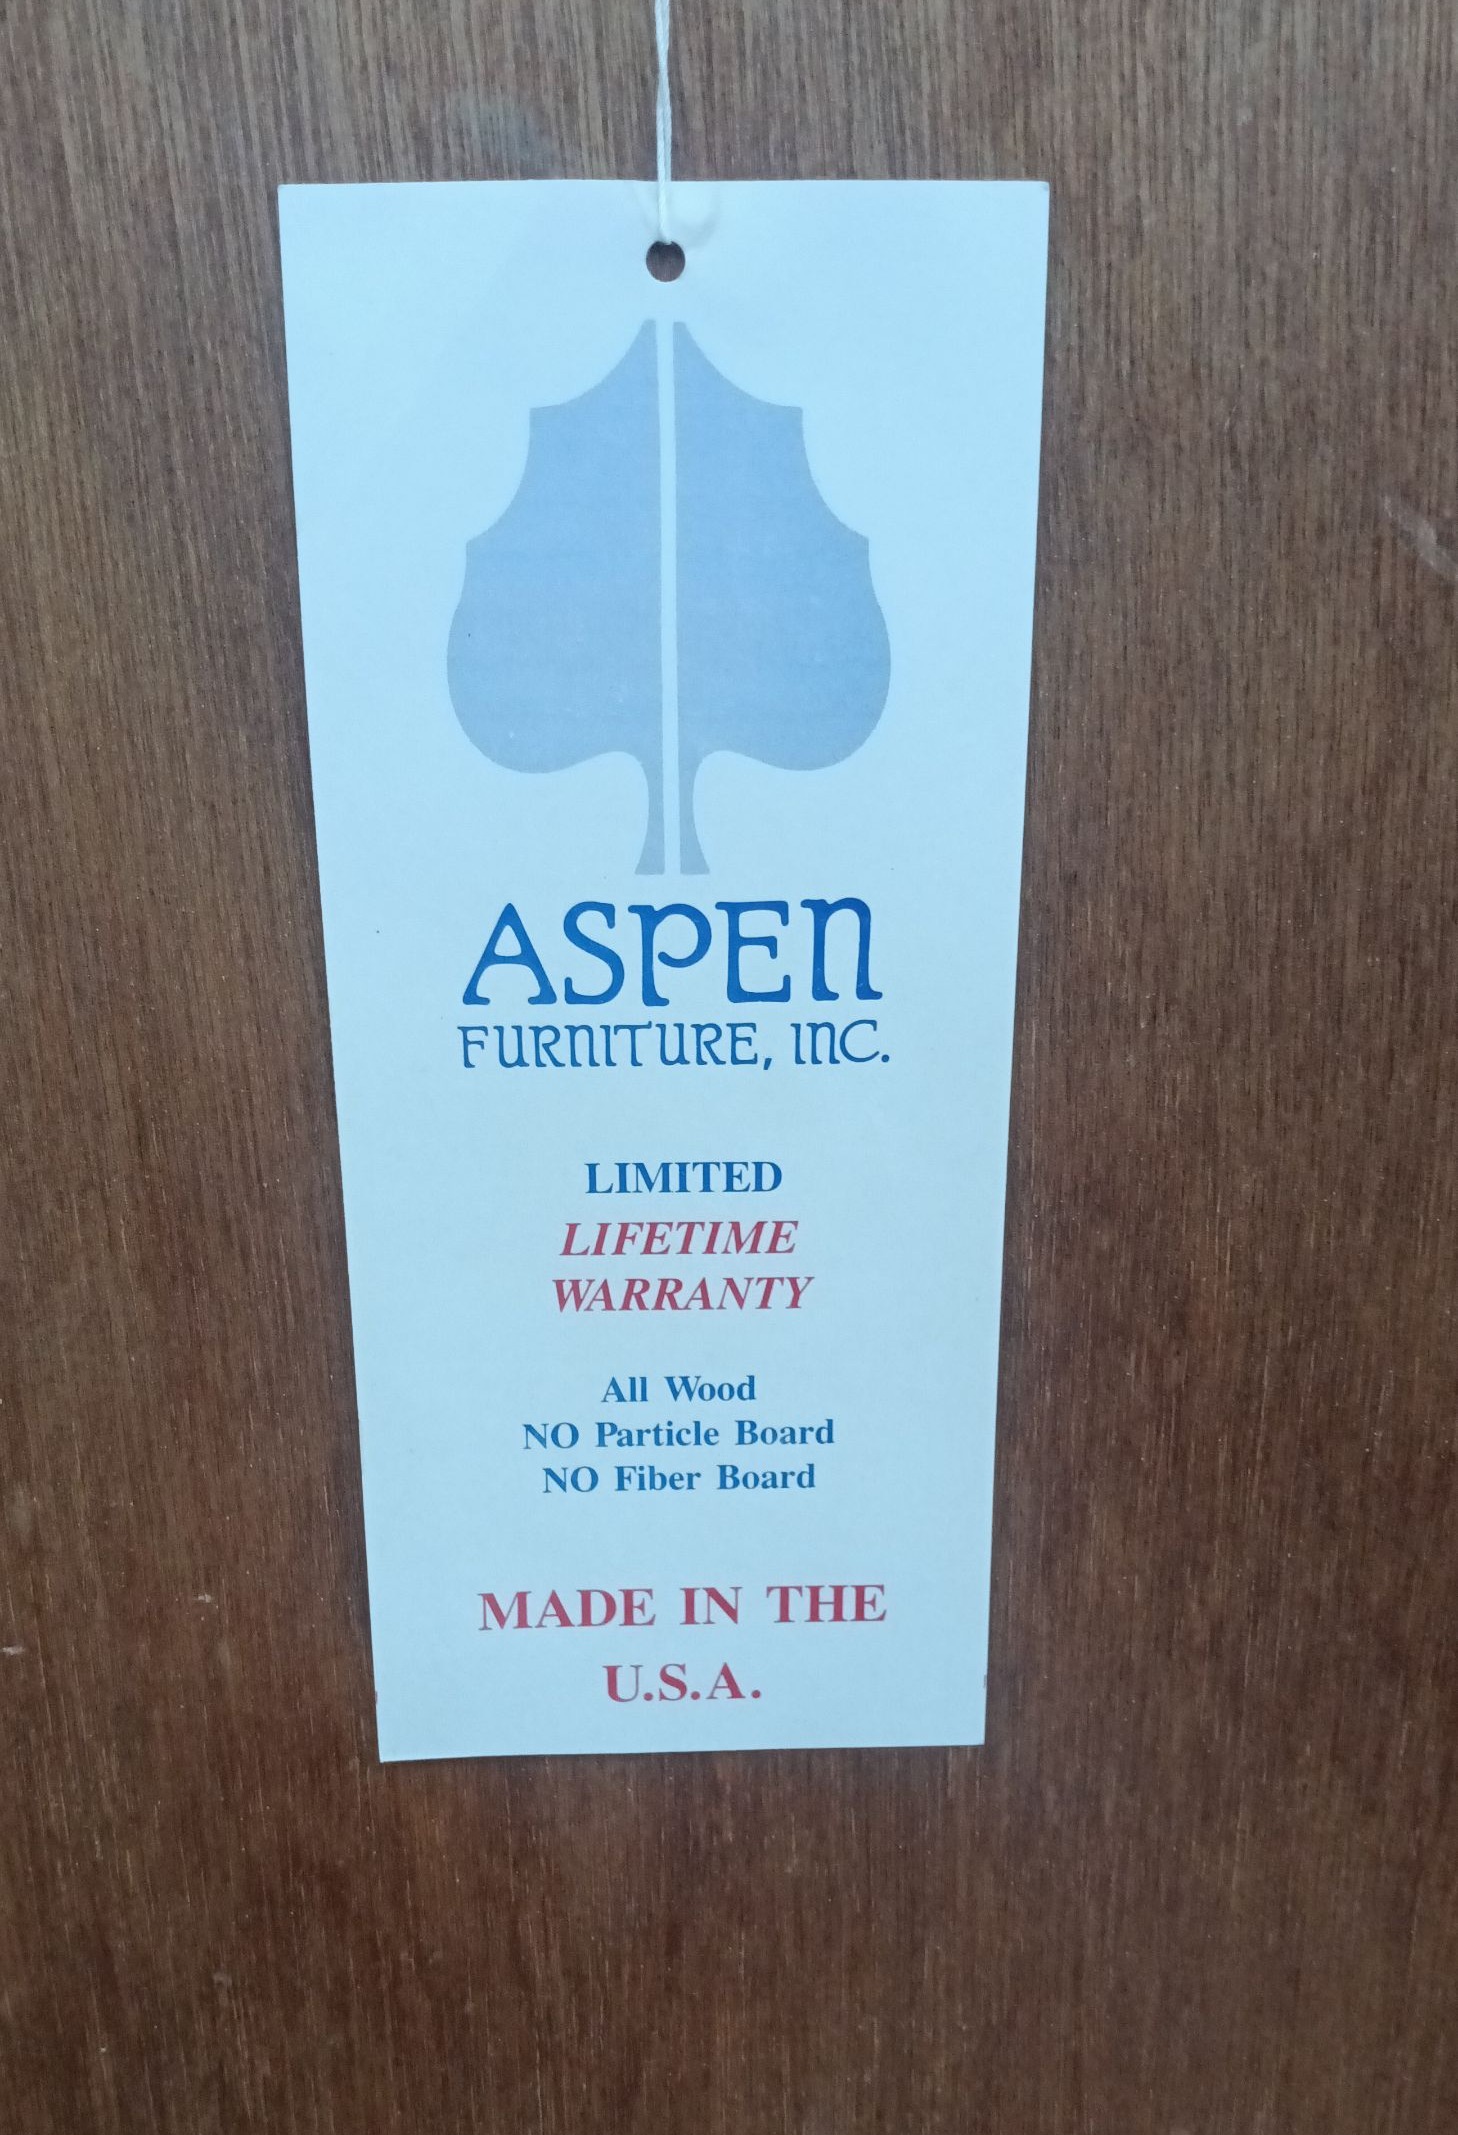 ASPEN
FURNITURE, INC.
LIMITED
LIFETIME
WARRANTY
All Wood
NO Particle Board
NO Fiber Board
MADE IN THE
U.S.A.